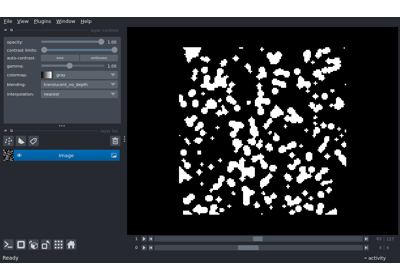 File View Plugins Window Help
opacity: 1.00
contrast limits:
auto-contrast: once continuous
gamma: 1.00
colormap: gray
blending: translucent_no_depth
interpolation: nearest
Image
1
0
Ready
activity